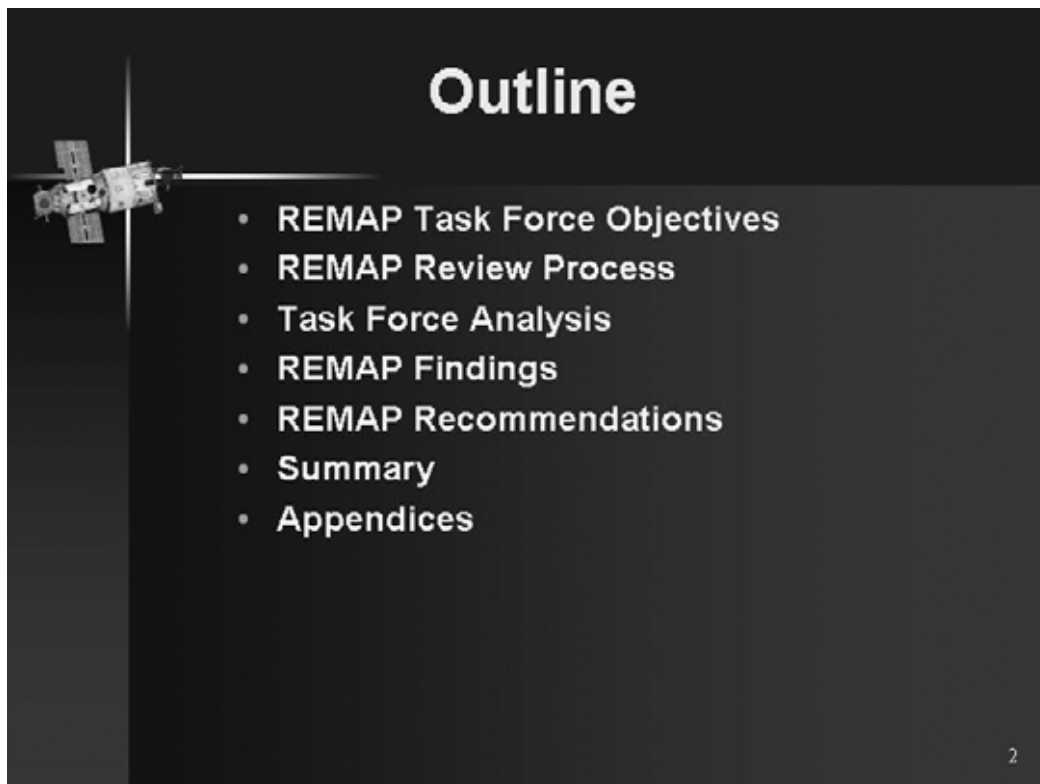 Outline
• REMAP Task Force Objectives
• REMAP Review Process
• Task Force Analysis
• REMAP Findings
• REMAP Recommendations
• Summary
• Appendices
2